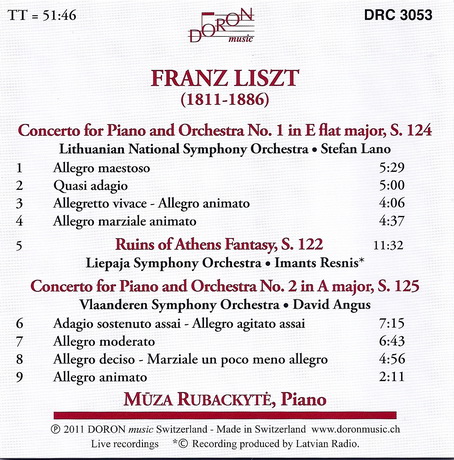 TT = 51:46
DORON
music
DRC 3053
FRANZ LISZT
(1811-1886)
Concerto for Piano and Orchestra No. 1 in E flat major, S. 124
Lithuanian National Symphony Orchestra • Stefan Lano
1 Allegro maestoso 5:29
2 Quasi adagio 5:00
3 Allegretto vivace - Allegro animato 4:06
4 Allegro marziale animato 4:37
5 Ruins of Athens Fantasy, S. 122 11:32
Liepaja Symphony Orchestra • Imants Resnis*
Concerto for Piano and Orchestra No. 2 in A major, S. 125
Vlaanderen Symphony Orchestra • David Angus
6 Adagio sostenuto assai - Allegro agitato assai 7:15
7 Allegro moderato 6:43
8 Allegro deciso - Marziale un poco meno allegro 4:56
9 Allegro animato 2:11
MŪZA RUBACKYTĖ, Piano
℗ 2011 DORON music Switzerland - Made in Switzerland www.doronmusic.ch
Live recordings *© Recording produced by Latvian Radio.